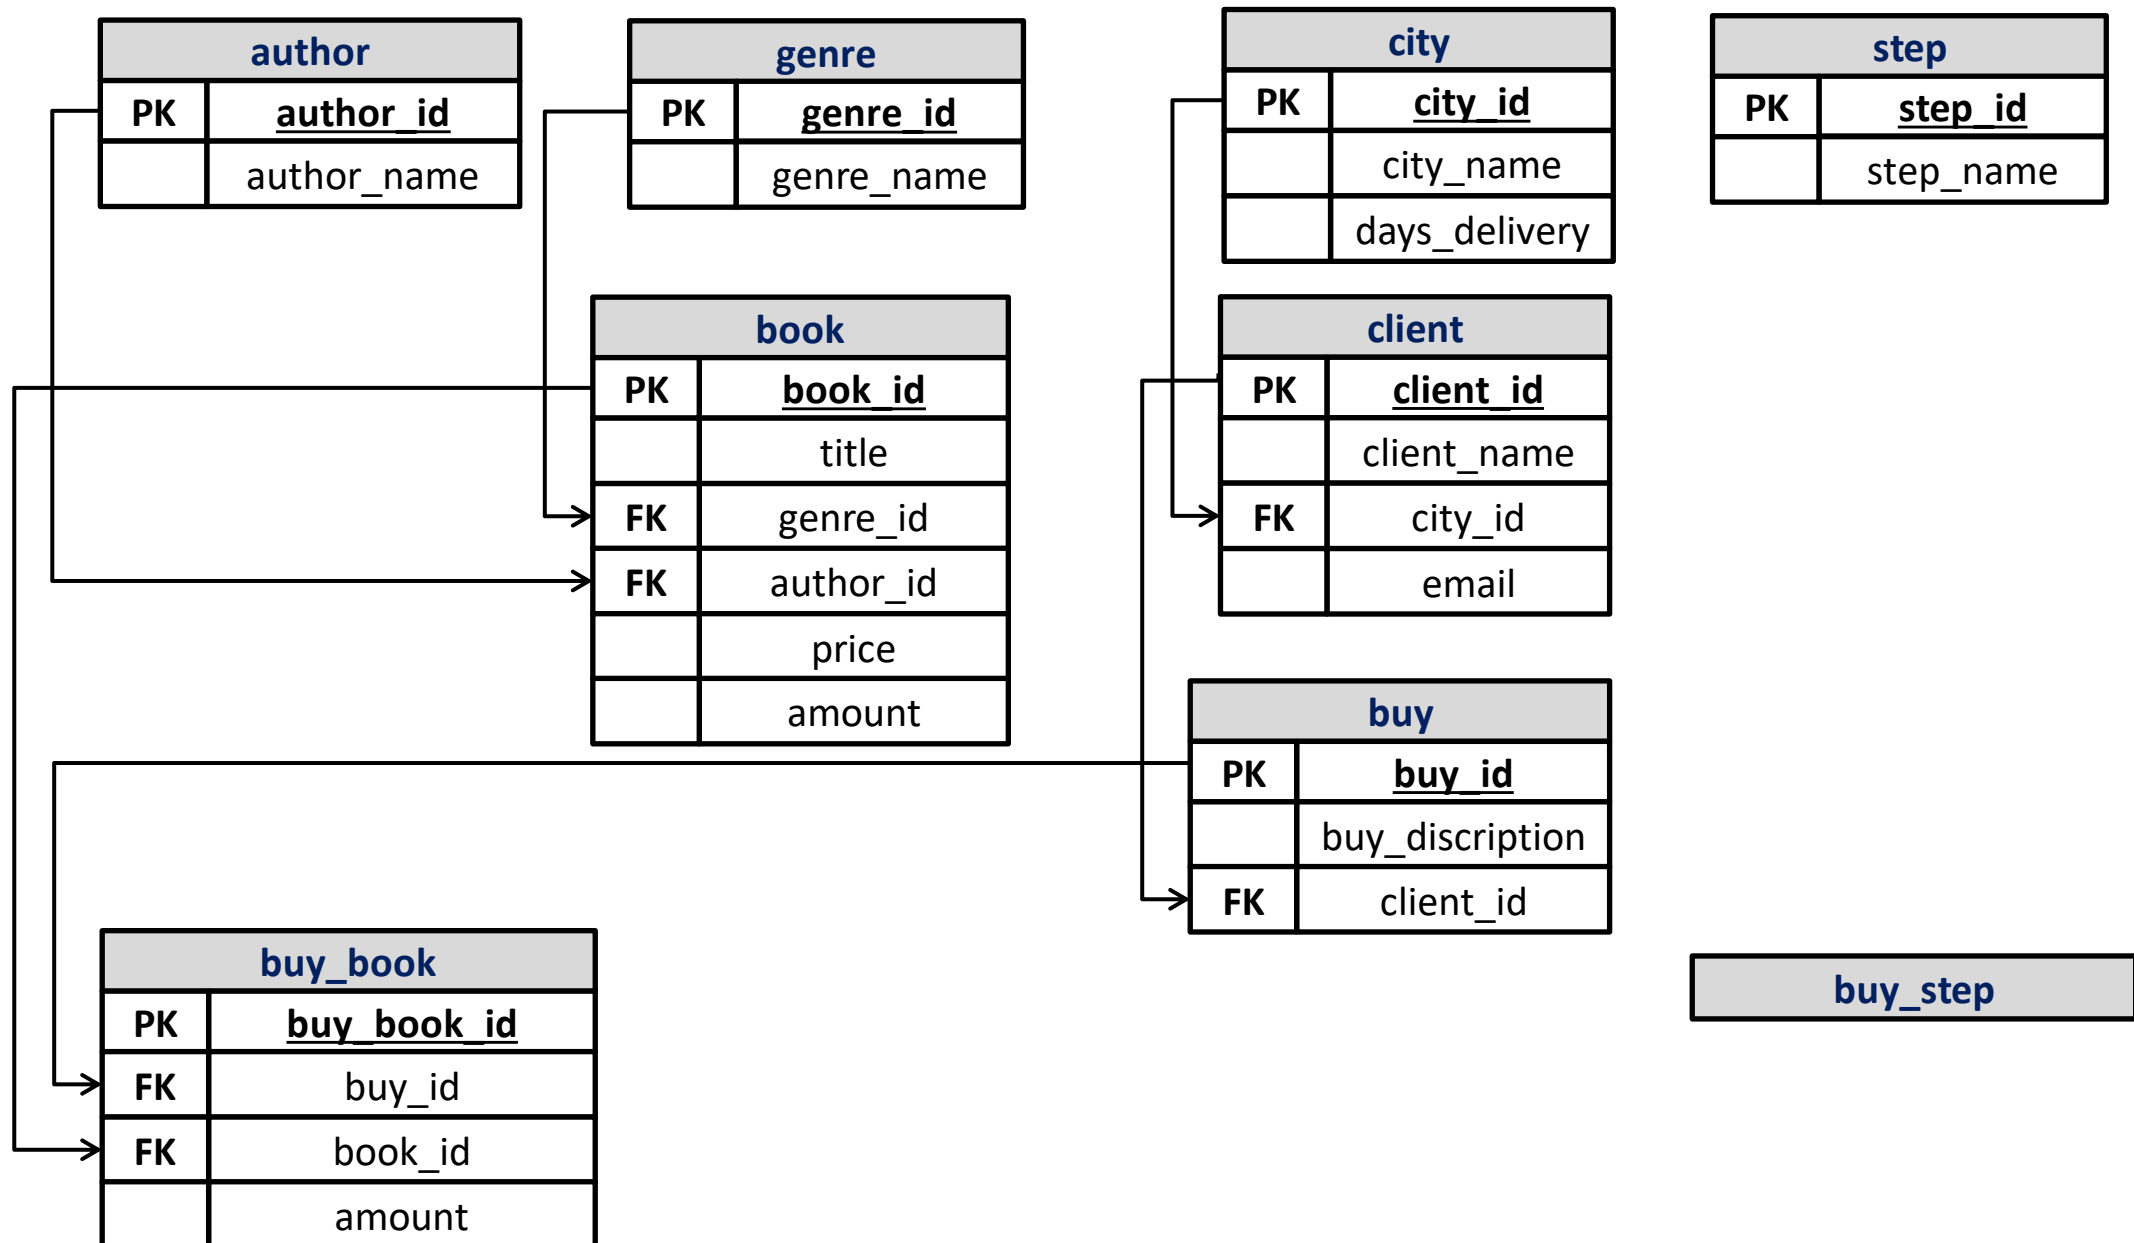 author
PK author_id
author_name
genre
PK genre_id
genre_name
city
PK city_id
city_name
days_delivery
step
PK step_id
step_name
book
PK book_id
title
FK genre_id
FK author_id
price
amount
client
PK client_id
client_name
FK city_id
email
buy
PK buy_id
buy_discription
FK client_id
buy_book
PK buy_book_id
FK buy_id
FK book_id
amount
buy_step